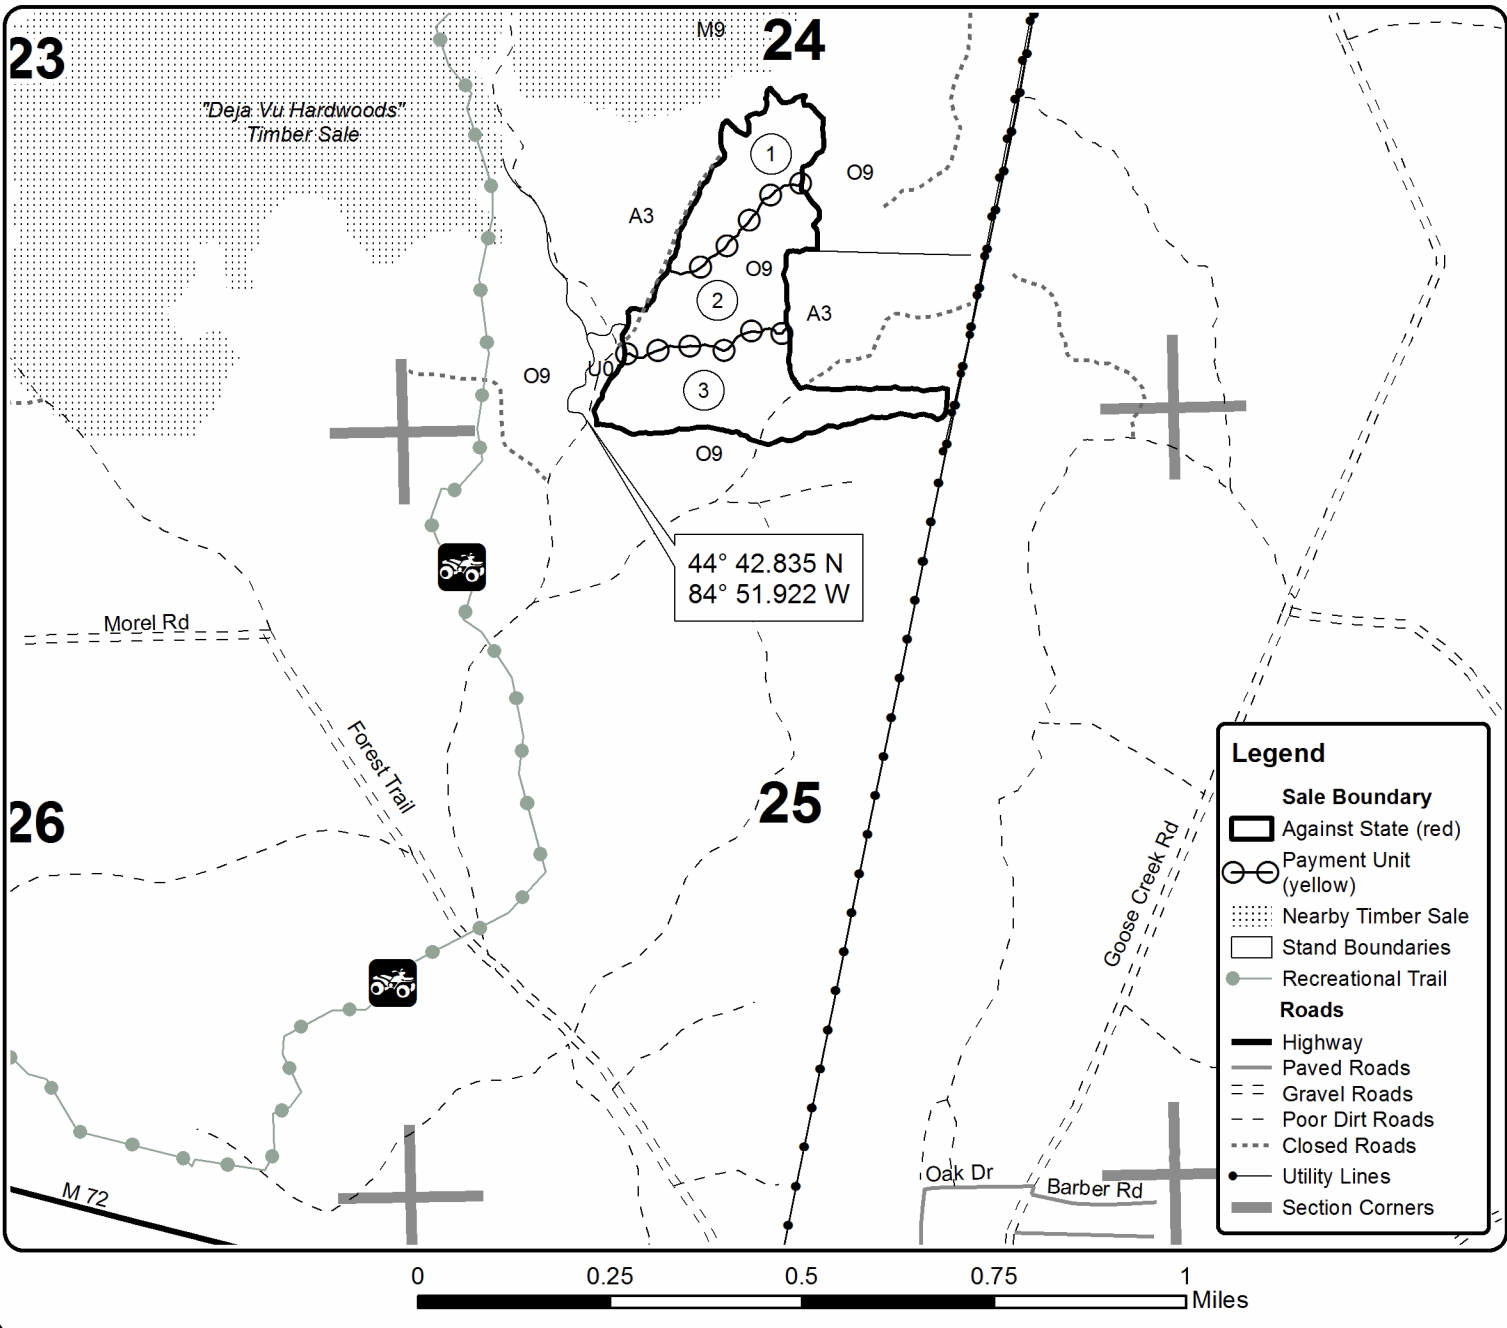 23
M9
24
"Deja Vu Hardwoods"
Timber Sale
1
O9
A3
O9
2
A3
U0
O9
3
O9
44° 42.835 N
84° 51.922 W
Morel Rd
Forest Trail
25
26
Goose Creek Rd
Oak Dr
Barber Rd
M 72
Legend
Sale Boundary
Against State (red)
Payment Unit
(yellow)
Nearby Timber Sale
Stand Boundaries
Recreational Trail
Roads
Highway
Paved Roads
Gravel Roads
Poor Dirt Roads
Closed Roads
Utility Lines
Section Corners
0 0.25 0.5 0.75 1
Miles